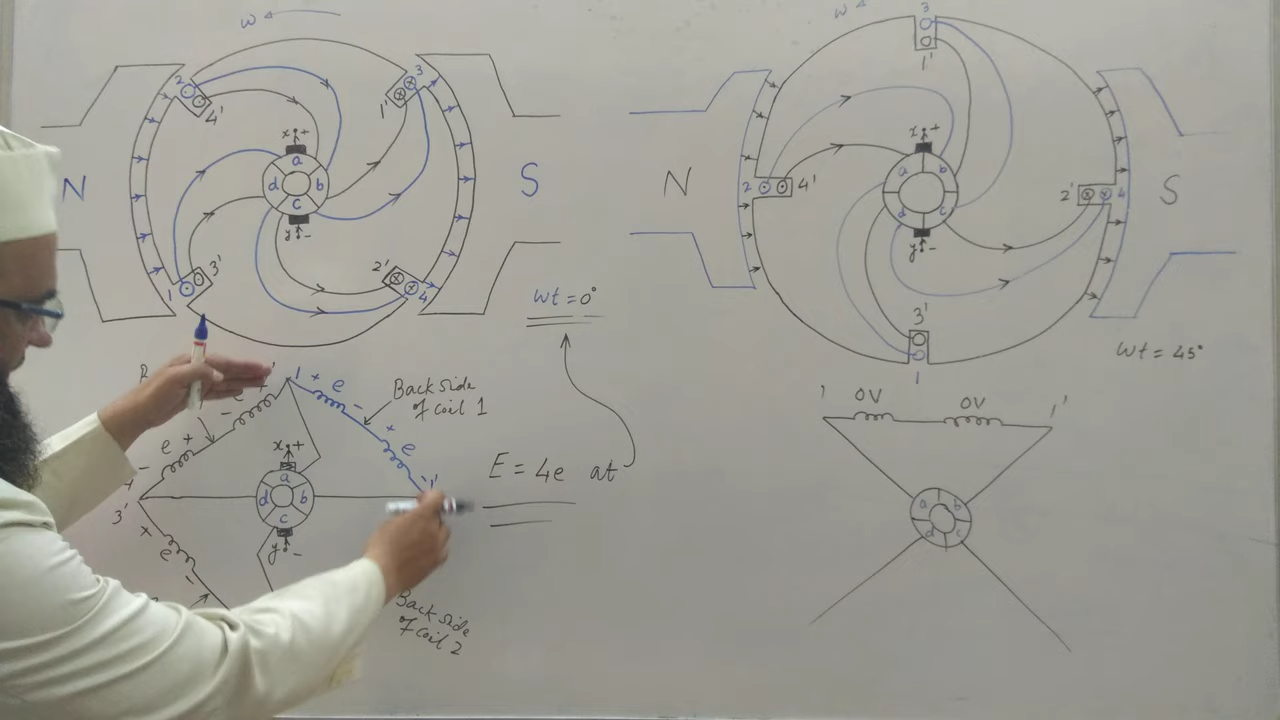 ω
2
4'
3
1'
x +
a
d b
c
y -
N
S
1
3'
2'
4
ωt = 0°
ω
3
1'
x +
a b
d c
y -
N
S
2
4'
2'
4
3'
1
ωt = 45°
1 + e -
+ e -
1'
- e +
- e +
Back side
of coil 1
x +
a
d b
c
y -
3'
+ e -
E = 4e at
Back side
of coil 2
1 0V 0V 1'
a b
d c